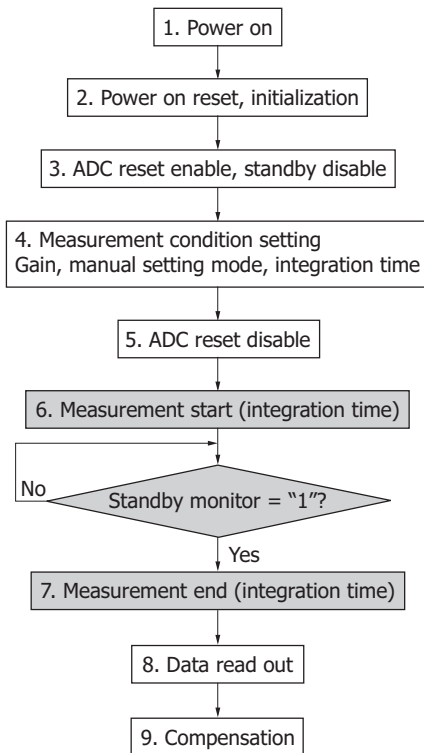 1. Power on
2. Power on reset, initialization
3. ADC reset enable, standby disable
4. Measurement condition setting
Gain, manual setting mode, integration time
5. ADC reset disable
6. Measurement start (integration time)
No
Standby monitor = “1”?
Yes
7. Measurement end (integration time)
8. Data read out
9. Compensation